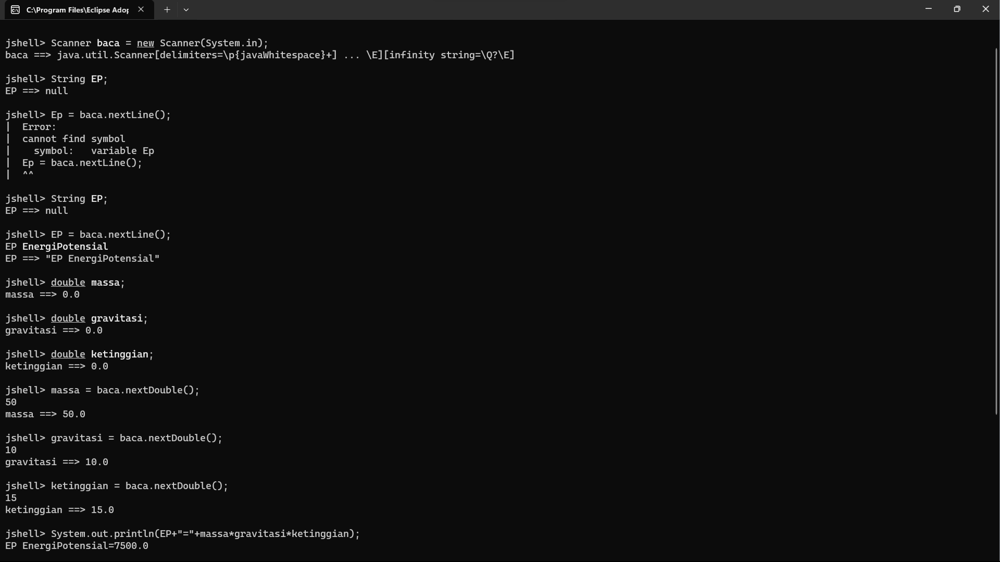 C:\Program Files\Eclipse Adop
jshell> Scanner baca = new Scanner(System.in);
baca ==> java.util.Scanner[delimiters=\p{javaWhitespace}+] ... \E][infinity string=\Q?\E]
jshell> String EP;
EP ==> null
jshell> Ep = baca.nextLine();
|  Error:
|  cannot find symbol
|    symbol:   variable Ep
|  Ep = baca.nextLine();
|  ^^
jshell> String EP;
EP ==> null
jshell> EP = baca.nextLine();
EP EnergiPotensial
EP ==> "EP EnergiPotensial"
jshell> double massa;
massa ==> 0.0
jshell> double gravitasi;
gravitasi ==> 0.0
jshell> double ketinggian;
ketinggian ==> 0.0
jshell> massa = baca.nextDouble();
50
massa ==> 50.0
jshell> gravitasi = baca.nextDouble();
10
gravitasi ==> 10.0
jshell> ketinggian = baca.nextDouble();
15
ketinggian ==> 15.0
jshell> System.out.println(EP+"="+massa*gravitasi*ketinggian);
EP EnergiPotensial=7500.0